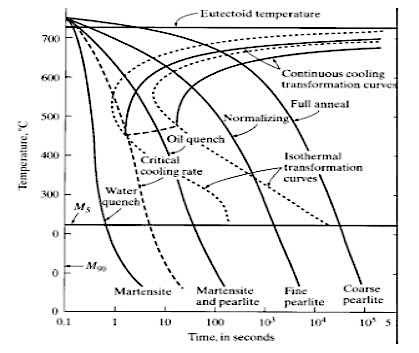 Eutectoid temperature
700
Continuous cooling
transformation curves
600
Full anneal
Normalizing
500
Oil quench
Temperature, °C
400
Critical
cooling rate
Isothermal
transformation
curves
300
Water
quench
Ms
0
0
M90
0
Martensite
Martensite
and pearlite
Fine
pearlite
Coarse
pearlite
0.1
1
10
100
10³
10⁴
10⁵
5
Time, in seconds